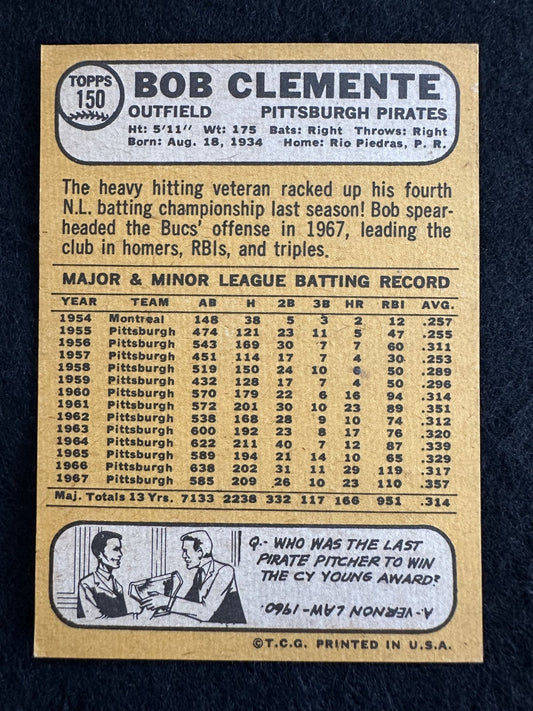 TOPPS
150
BOB CLEMENTE
OUTFIELD PITTSBURGH PIRATES
Ht: 5'11" Wt: 175 Bats: Right Throws: Right
Born: Aug. 18, 1934 Home: Rio Piedras, P. R.
The heavy hitting veteran racked up his fourth
N.L. batting championship last season! Bob spear-
headed the Bucs' offense in 1967, leading the
club in homers, RBIs, and triples.
MAJOR & MINOR LEAGUE BATTING RECORD
YEAR TEAM AB H 2B 3B HR RBI AVG.
1954 Montreal 148 38 5 3 2 12 .257
1955 Pittsburgh 474 121 23 11 5 47 .255
1956 Pittsburgh 543 169 30 7 7 60 .311
1957 Pittsburgh 451 114 17 7 4 30 .253
1958 Pittsburgh 519 150 24 10 6 50 .289
1959 Pittsburgh 432 128 17 7 4 50 .296
1960 Pittsburgh 570 179 22 6 16 94 .314
1961 Pittsburgh 572 201 30 10 23 89 .351
1962 Pittsburgh 538 168 28 9 10 74 .312
1963 Pittsburgh 600 192 23 8 17 76 .320
1964 Pittsburgh 622 211 40 7 12 87 .339
1965 Pittsburgh 589 194 21 14 10 65 .329
1966 Pittsburgh 638 202 31 11 29 119 .317
1967 Pittsburgh 585 209 26 10 23 110 .357
Maj. Totals 13 Yrs. 7133 2238 332 117 166 951 .314
Q.- WHO WAS THE LAST
PIRATE PITCHER TO WIN
THE CY YOUNG AWARD?
A-VERNON LAW-1960.
©T.C.G. PRINTED IN U.S.A.